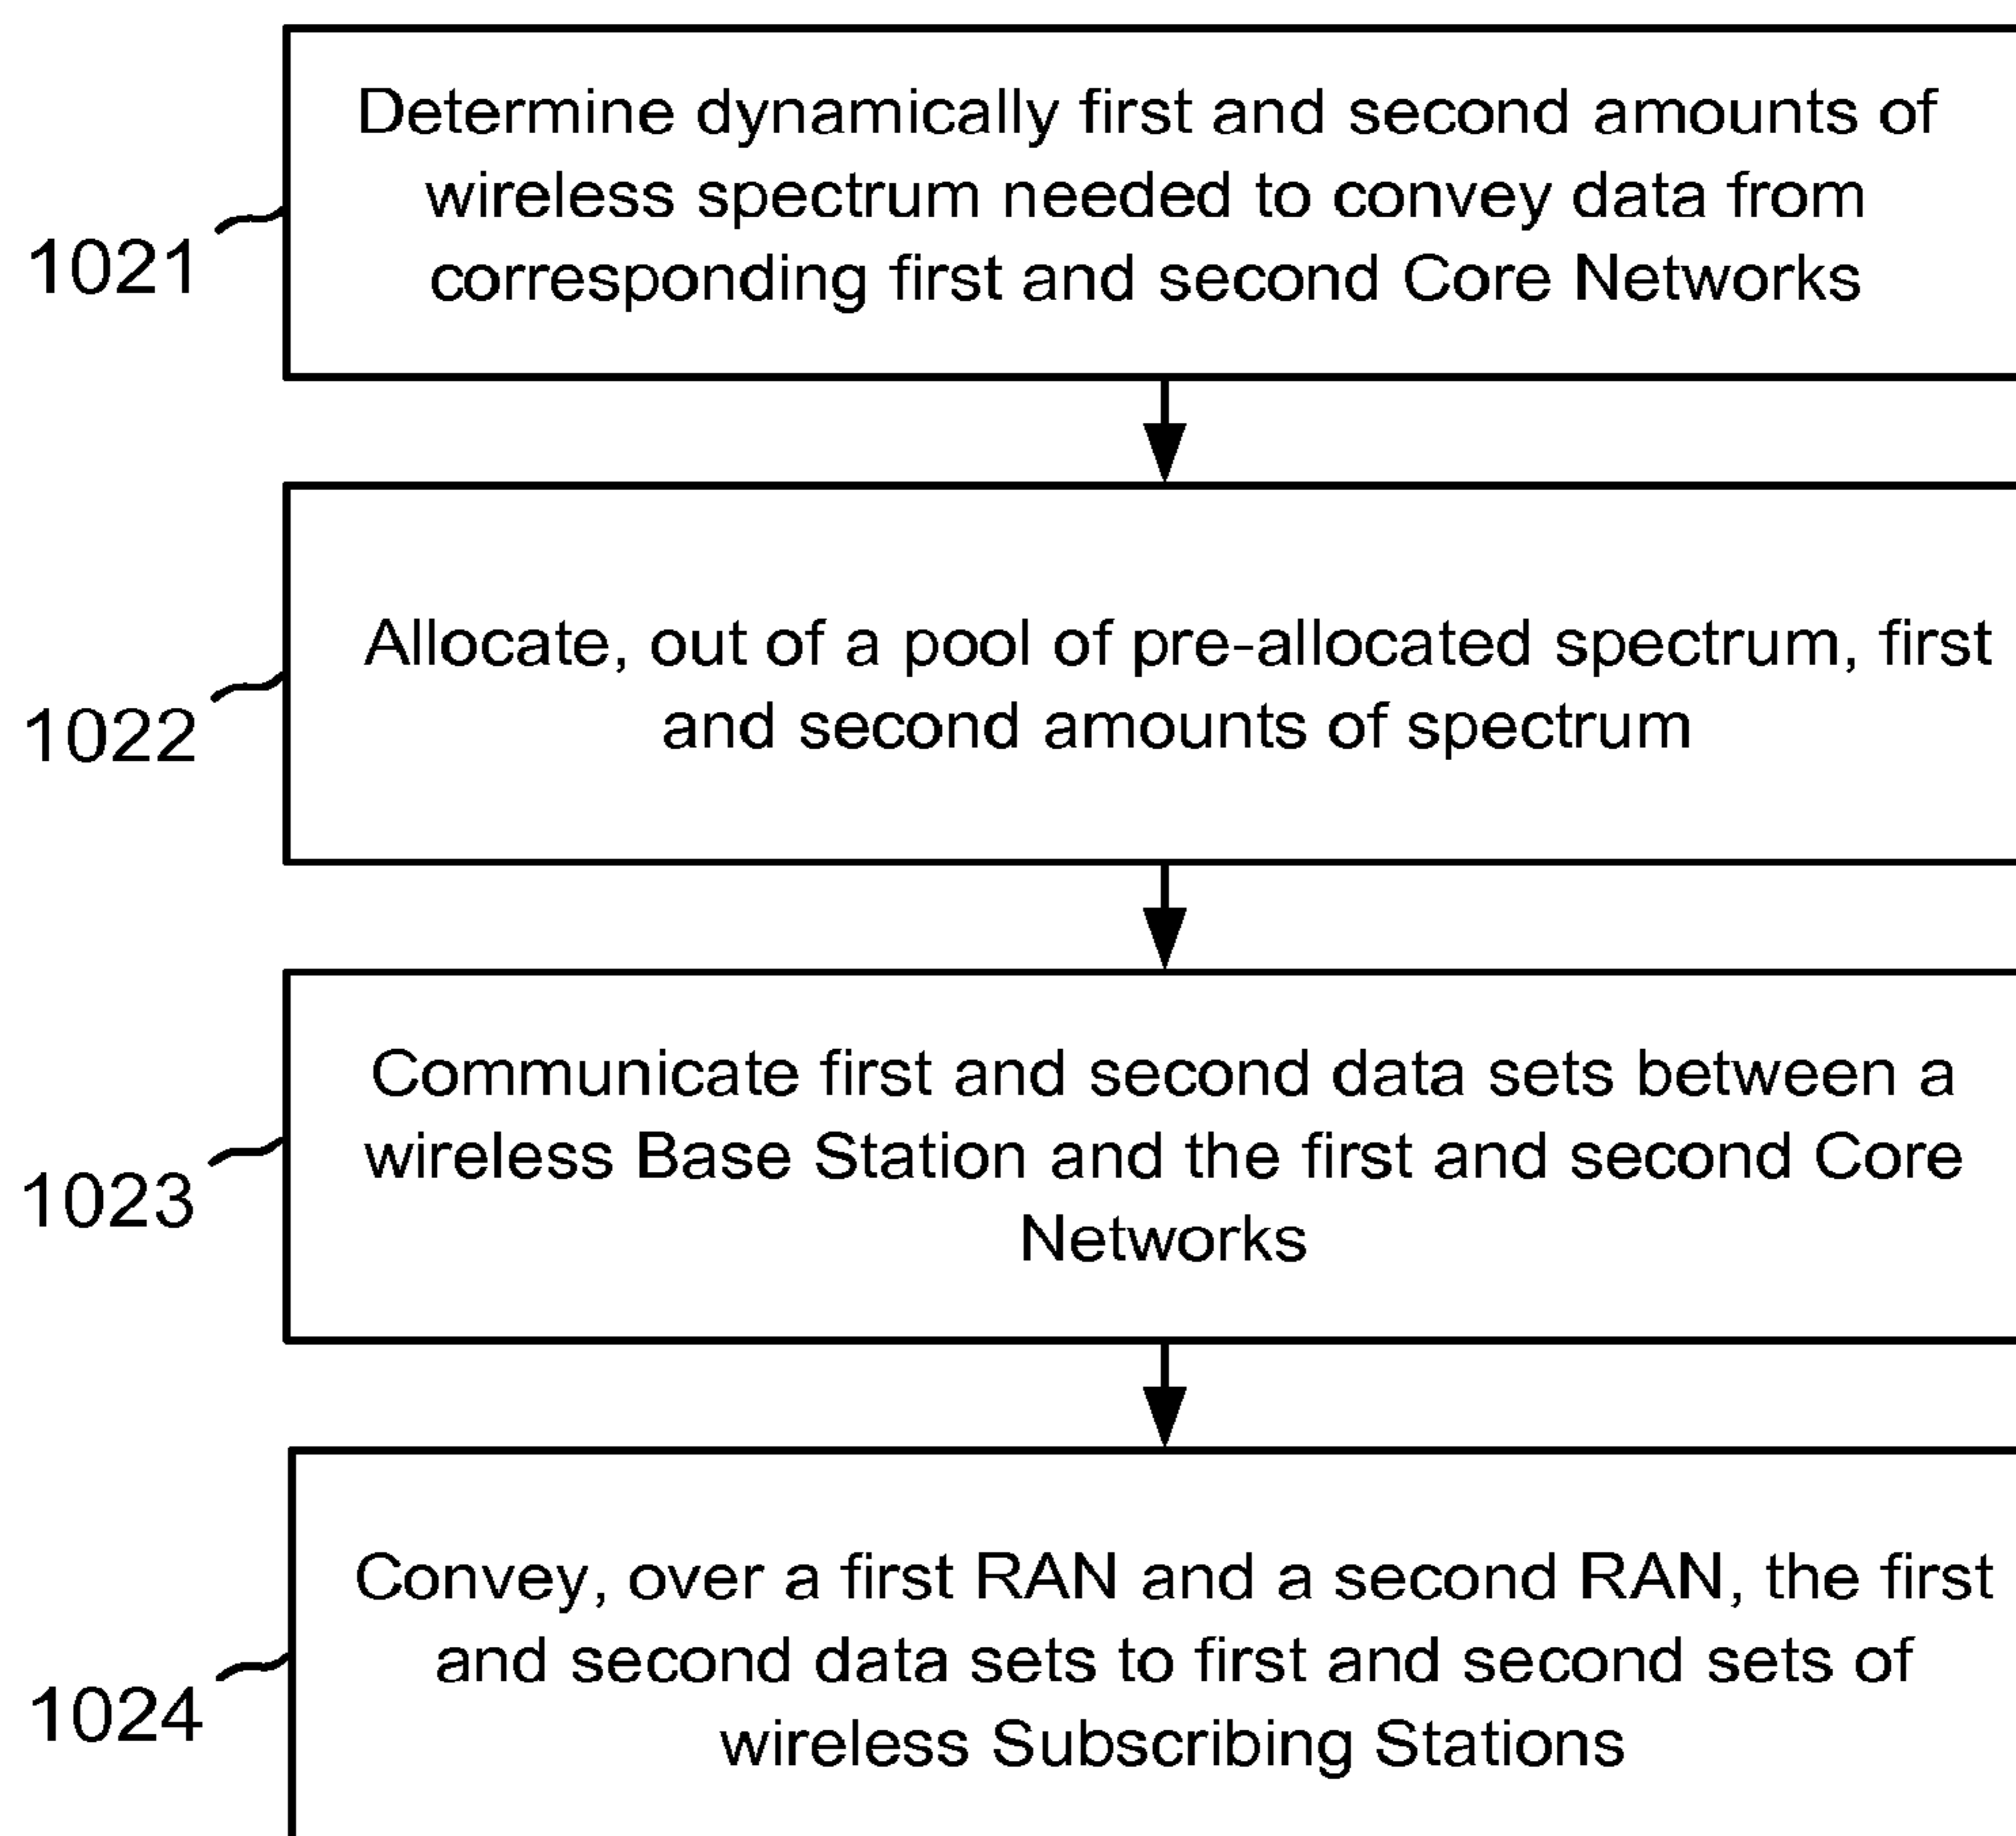 Determine dynamically first and second amounts of
wireless spectrum needed to convey data from
corresponding first and second Core Networks
1021
Allocate, out of a pool of pre-allocated spectrum, first
and second amounts of spectrum
1022
Communicate first and second data sets between a
wireless Base Station and the first and second Core
Networks
1023
Convey, over a first RAN and a second RAN, the first
and second data sets to first and second sets of
wireless Subscribing Stations
1024